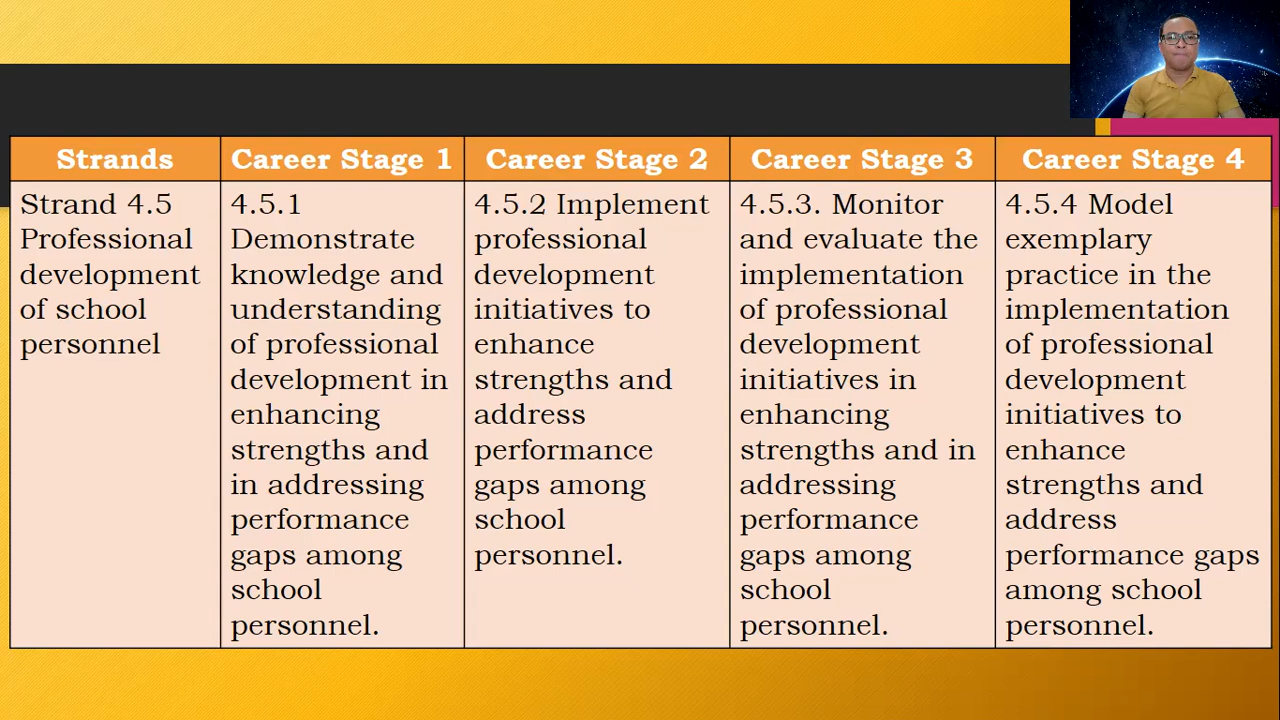 Strands
Career Stage 1
Career Stage 2
Career Stage 3
Career Stage 4
Strand 4.5
Professional
development
of school
personnel
4.5.1
Demonstrate
knowledge and
understanding
of professional
development in
enhancing
strengths and
in addressing
performance
gaps among
school
personnel.
4.5.2 Implement
professional
development
initiatives to
enhance
strengths and
address
performance
gaps among
school
personnel.
4.5.3. Monitor
and evaluate the
implementation
of professional
development
initiatives in
enhancing
strengths and in
addressing
performance
gaps among
school
personnel.
4.5.4 Model
exemplary
practice in the
implementation
of professional
development
initiatives to
enhance
strengths and
address
performance gaps
among school
personnel.